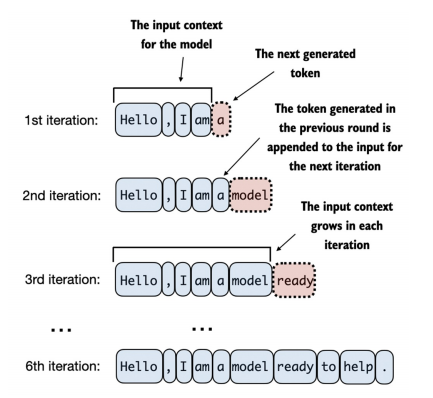 The input context
for the model
The next generated
token
1st iteration: Hello , I am a
The token generated in
the previous round is
appended to the input for
the next iteration
2nd iteration: Hello , I am a model
The input context
grows in each
iteration
3rd iteration: Hello , I am a model ready
... ...
6th iteration: Hello , I am a model ready to help .